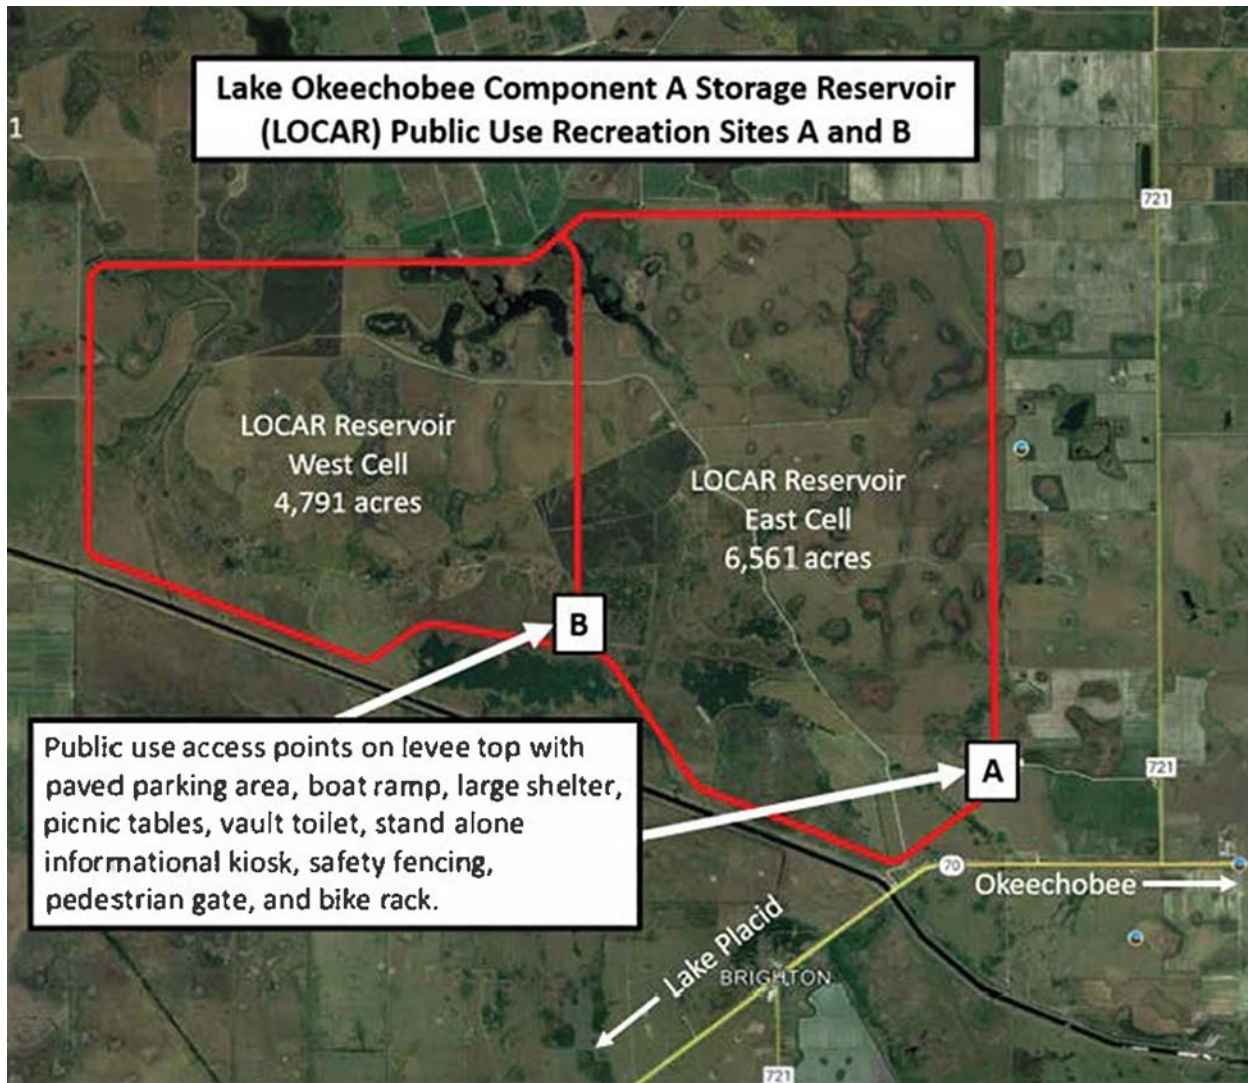 Lake Okeechobee Component A Storage Reservoir
(LOCAR) Public Use Recreation Sites A and B
1
721
LOCAR Reservoir
West Cell
4,791 acres
LOCAR Reservoir
East Cell
6,561 acres
B
Public use access points on levee top with
paved parking area, boat ramp, large shelter,
picnic tables, vault toilet, stand alone
informational kiosk, safety fencing,
pedestrian gate, and bike rack.
A
721
70
Okeechobee
Lake Placid
BRIGHTON
721